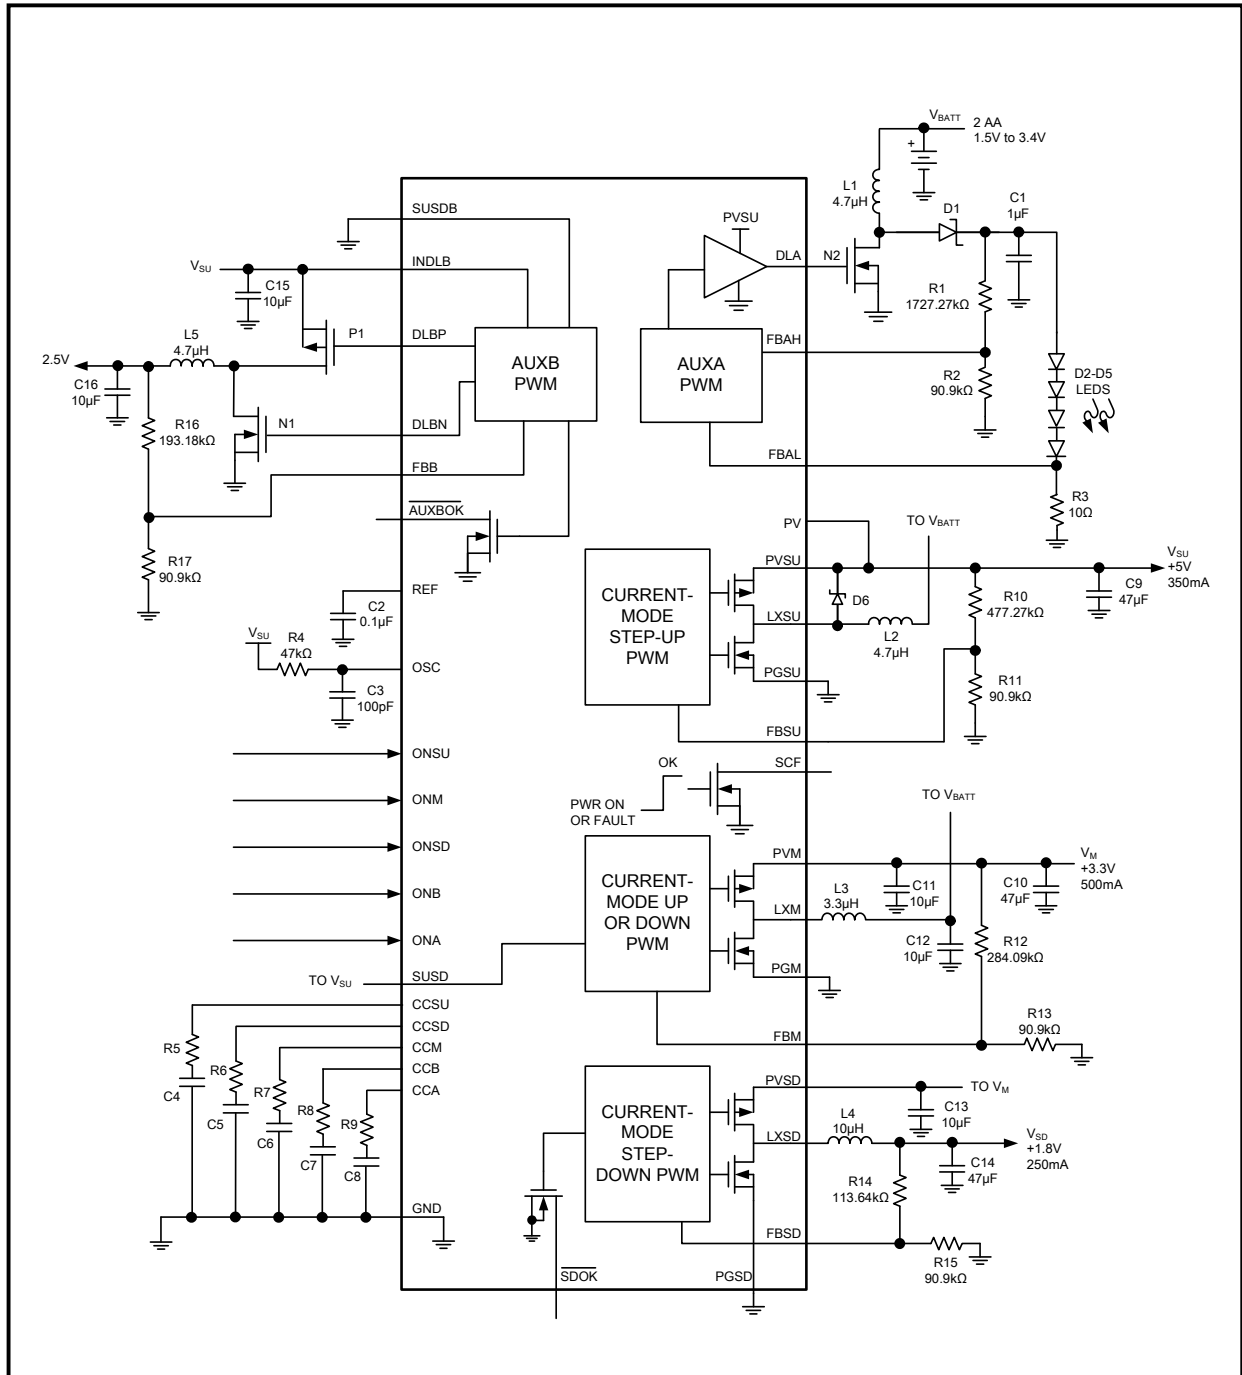 VBATT
2 AA
1.5V to 3.4V
+
L1
4.7µH
D1
C1
1µF
SUSDB
PVSU
DLA
N2
VSU
INDLB
C15
10µF
R1
1727.27kΩ
L5
4.7µH
P1
DLBP
AUXB
PWM
AUXA
PWM
FBAH
2.5V
C16
10µF
R2
90.9kΩ
D2-D5
LEDS
R16
193.18kΩ
N1
DLBN
FBB
FBAL
R3
10Ω
AUXBOK
PV
TO VBATT
R17
90.9kΩ
PVSU
VSU
+5V
350mA
REF
C2
0.1µF
CURRENT-
MODE
STEP-UP
PWM
LXSU
D6
L2
4.7µH
R10
477.27kΩ
C9
47µF
VSU
R4
47kΩ
OSC
C3
100pF
PGSU
R11
90.9kΩ
FBSU
ONSU
OK
SCF
PWR ON
OR FAULT
TO VBATT
ONM
ONSD
PVM
VM
+3.3V
500mA
CURRENT-
MODE UP
OR DOWN
PWM
C11
10µF
C10
47µF
ONB
L3
3.3µH
LXM
ONA
C12
10µF
R12
284.09kΩ
TO VSU
SUSD
PGM
CCSU
CCSD
R13
90.9kΩ
FBM
CCM
CCB
CCA
R5
R6
R7
R8
R9
C4
C5
C6
C7
C8
PVSD
TO VM
CURRENT-
MODE
STEP-
DOWN PWM
C13
10µF
L4
10µH
LXSD
VSD
+1.8V
250mA
C14
47µF
R14
113.64kΩ
GND
FBSD
R15
90.9kΩ
SDOK
PGSD